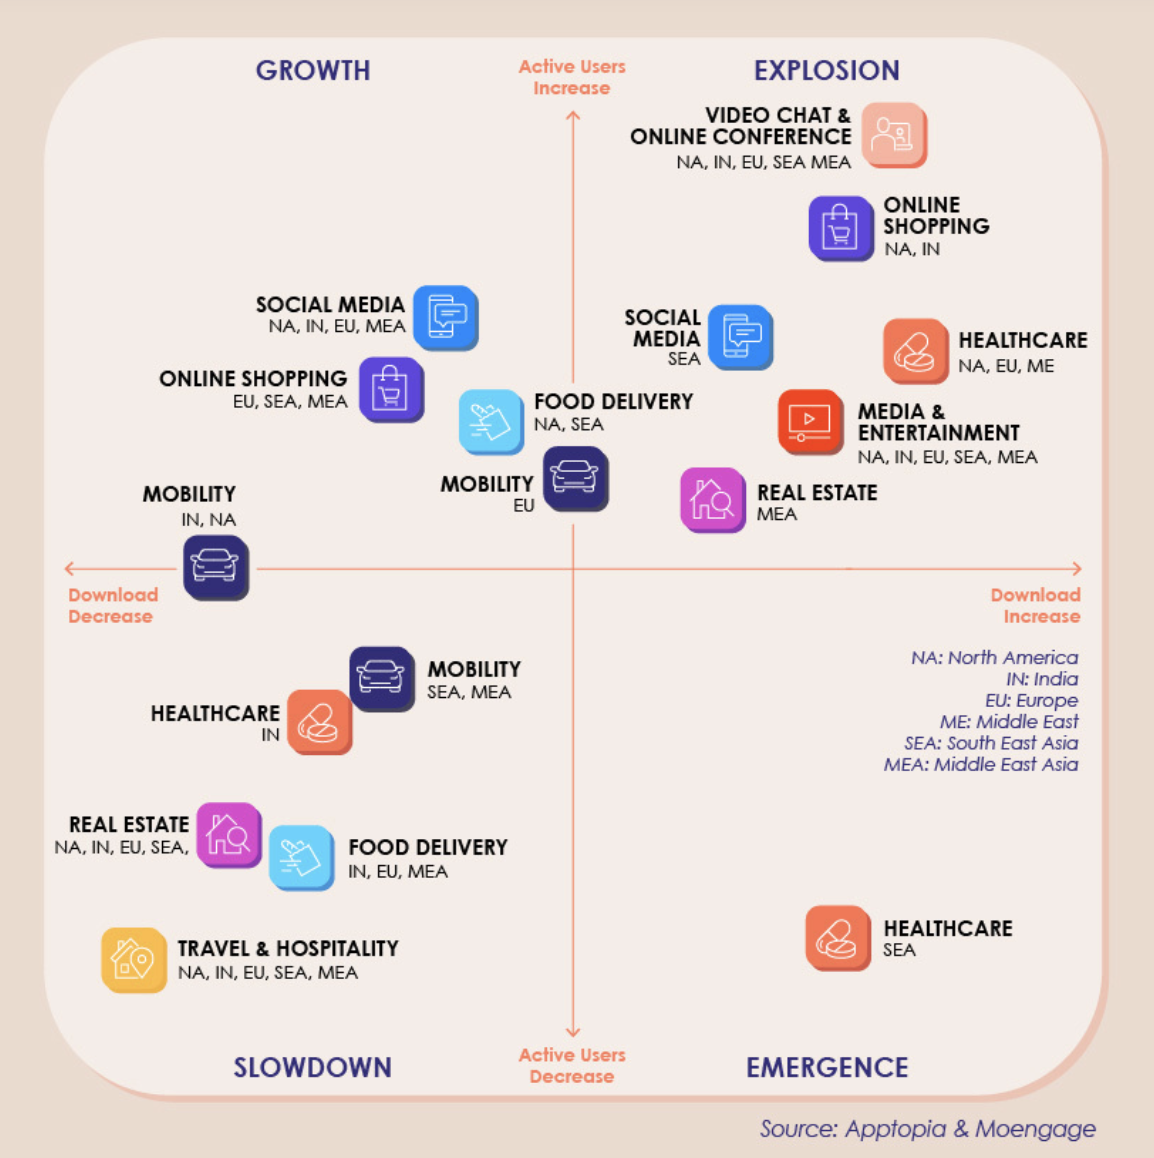 GROWTH
Active Users
Increase
EXPLOSION
VIDEO CHAT &
ONLINE CONFERENCE
NA, IN, EU, SEA MEA
ONLINE
SHOPPING
NA, IN
SOCIAL MEDIA
NA, IN, EU, MEA
SOCIAL
MEDIA
SEA
HEALTHCARE
NA, EU, ME
ONLINE SHOPPING
EU, SEA, MEA
FOOD DELIVERY
NA, SEA
MEDIA &
ENTERTAINMENT
NA, IN, EU, SEA, MEA
MOBILITY
EU
REAL ESTATE
MEA
MOBILITY
IN, NA
Download
Decrease
Download
Increase
NA: North America
IN: India
EU: Europe
ME: Middle East
SEA: South East Asia
MEA: Middle East Asia
MOBILITY
SEA, MEA
HEALTHCARE
IN
REAL ESTATE
NA, IN, EU, SEA,
FOOD DELIVERY
IN, EU, MEA
TRAVEL & HOSPITALITY
NA, IN, EU, SEA, MEA
HEALTHCARE
SEA
SLOWDOWN
Active Users
Decrease
EMERGENCE
Source: Apptopia & Moengage